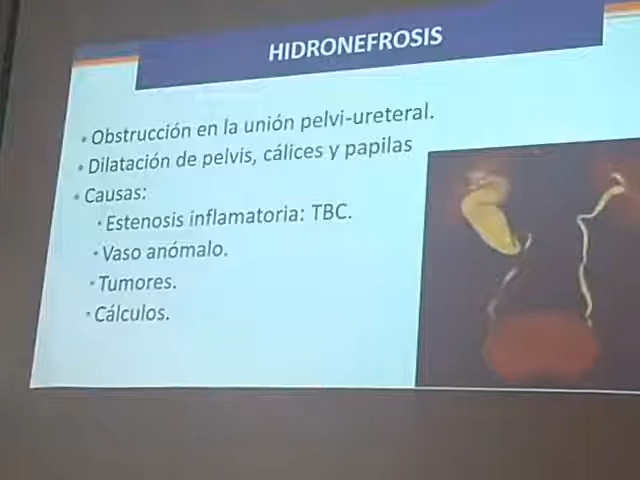 HIDRONEFROSIS
• Obstrucción en la unión pelvi-ureteral.
• Dilatación de pelvis, cálices y papilas
• Causas:
• Estenosis inflamatoria: TBC.
• Vaso anómalo.
• Tumores.
• Cálculos.